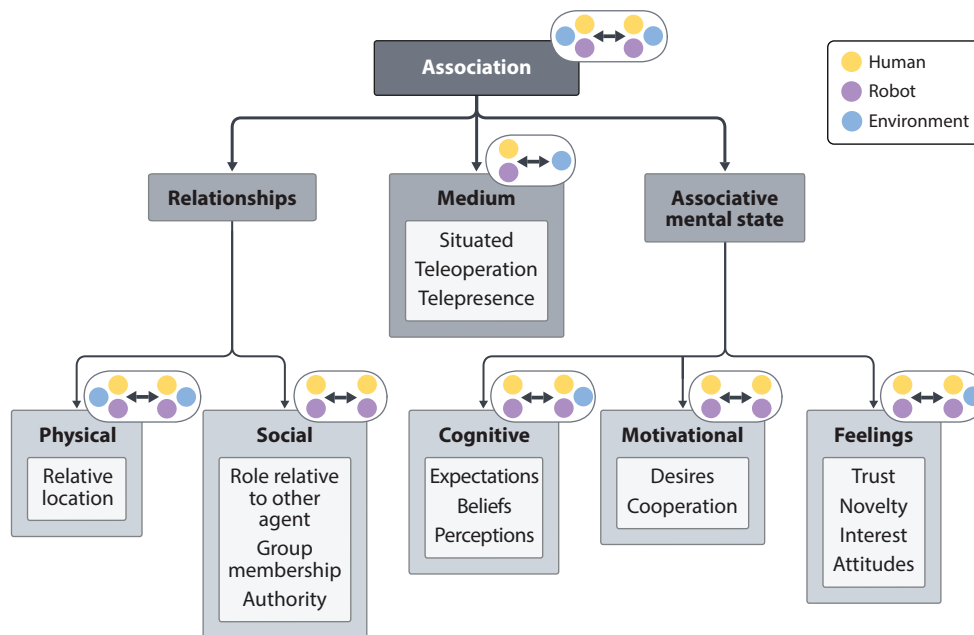 Association
Human
Robot
Environment
Relationships
Medium
Situated
Teleoperation
Telepresence
Associative
mental state
Physical
Relative
location
Social
Role relative
to other
agent
Group
membership
Authority
Cognitive
Expectations
Beliefs
Perceptions
Motivational
Desires
Cooperation
Feelings
Trust
Novelty
Interest
Attitudes